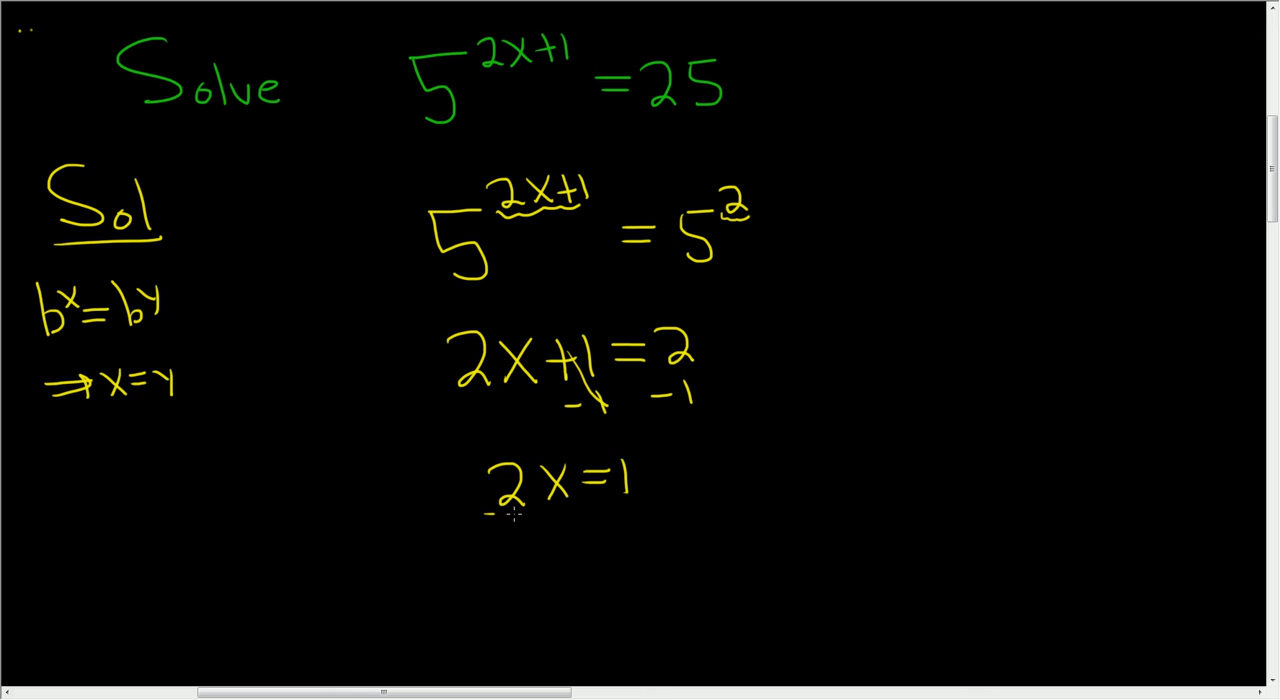 Solve 5^{2x+1} = 25
Sol
5^{2x+1} = 5^2
b^x = b^y
⇒ x = y
2x + 1 = 2
- 1 - 1
2x = 1